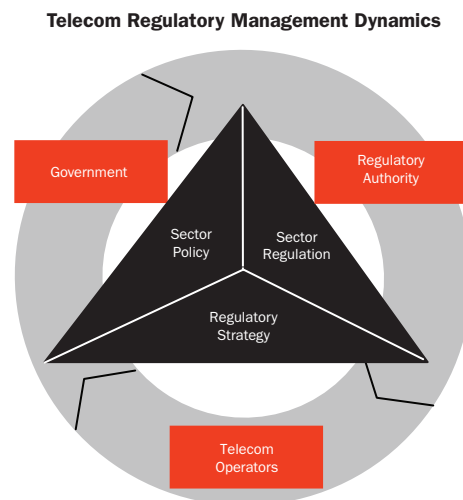 Telecom Regulatory Management Dynamics
Government
Regulatory
Authority
Sector
Policy
Sector
Regulation
Regulatory
Strategy
Telecom
Operators